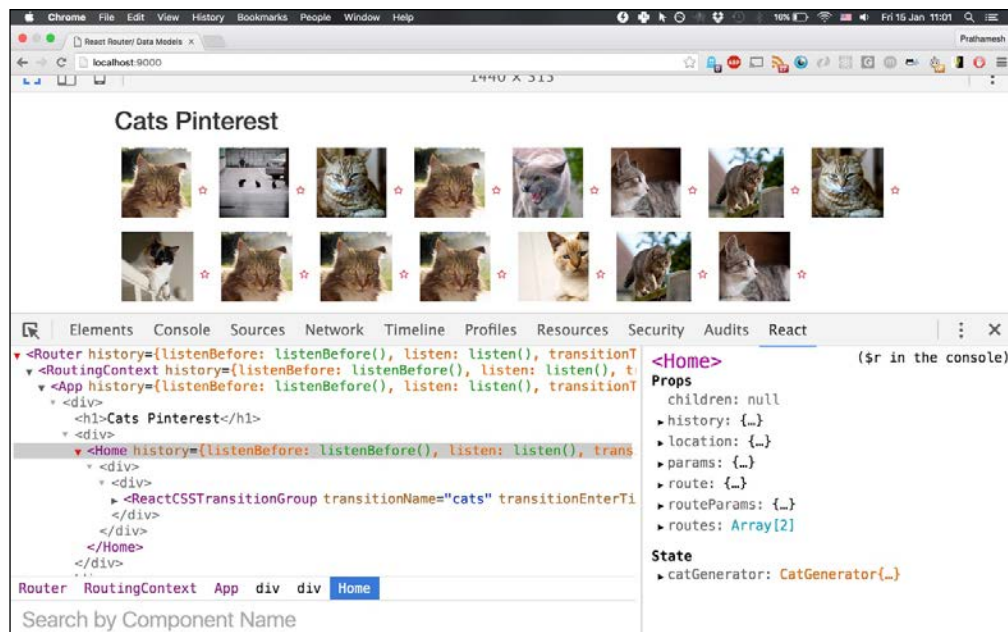 Chrome File Edit View History Bookmarks People Window Help 10% Fri 15 Jan 11:01
React Router/ Data Models × Prathamesh
localhost:9000
1440 x 315
Cats Pinterest
Elements Console Sources Network Timeline Profiles Resources Security Audits React
<Router history={listenBefore: listenBefore(), listen: listen(), transitionT
<RoutingContext history={listenBefore: listenBefore(), listen: listen(), t
<App history={listenBefore: listenBefore(), listen: listen(), transitionT
<div>
<h1>Cats Pinterest</h1>
<div>
<Home history={listenBefore: listenBefore(), listen: listen(), trans
<div>
<div>
<ReactCSSTransitionGroup transitionName="cats" transitionEnterTi
</div>
</div>
</Home>
</div>
Router RoutingContext App div div Home
Search by Component Name
<Home> ($r in the console)
Props
children: null
history: {…}
location: {…}
params: {…}
route: {…}
routeParams: {…}
routes: Array[2]
State
catGenerator: CatGenerator{…}